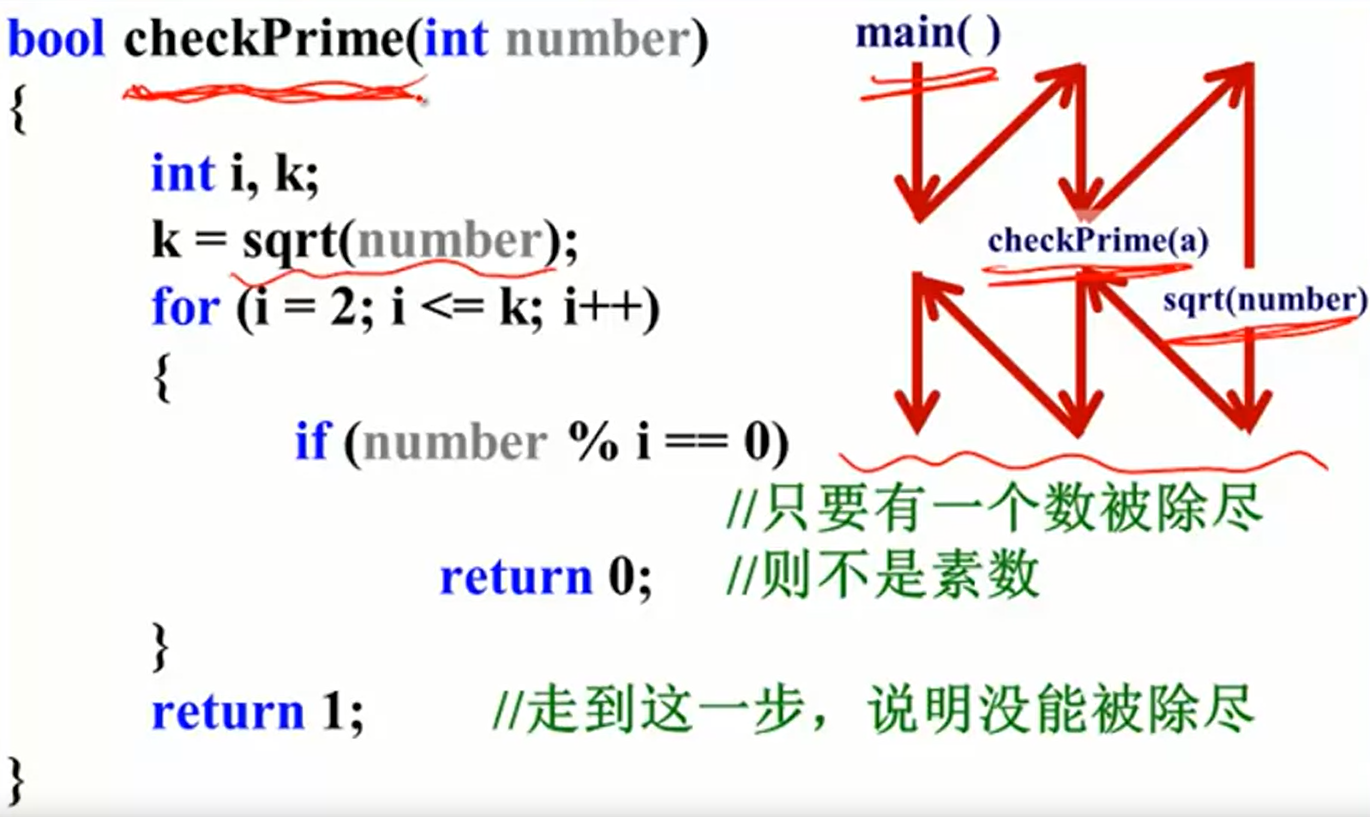 bool checkPrime(int number)
{
int i, k;
k = sqrt(number);
for (i = 2; i <= k; i++)
{
if (number % i == 0)
//只要有一个数被除尽
return 0; //则不是素数
}
return 1; //走到这一步，说明没能被除尽
}
main( )
checkPrime(a)
sqrt(number)